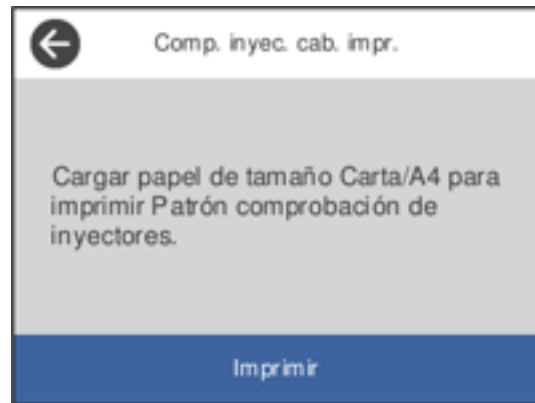 Comp. inyec. cab. impr.
Cargar papel de tamaño Carta/A4 para
imprimir Patrón comprobación de
inyectores.
Imprimir